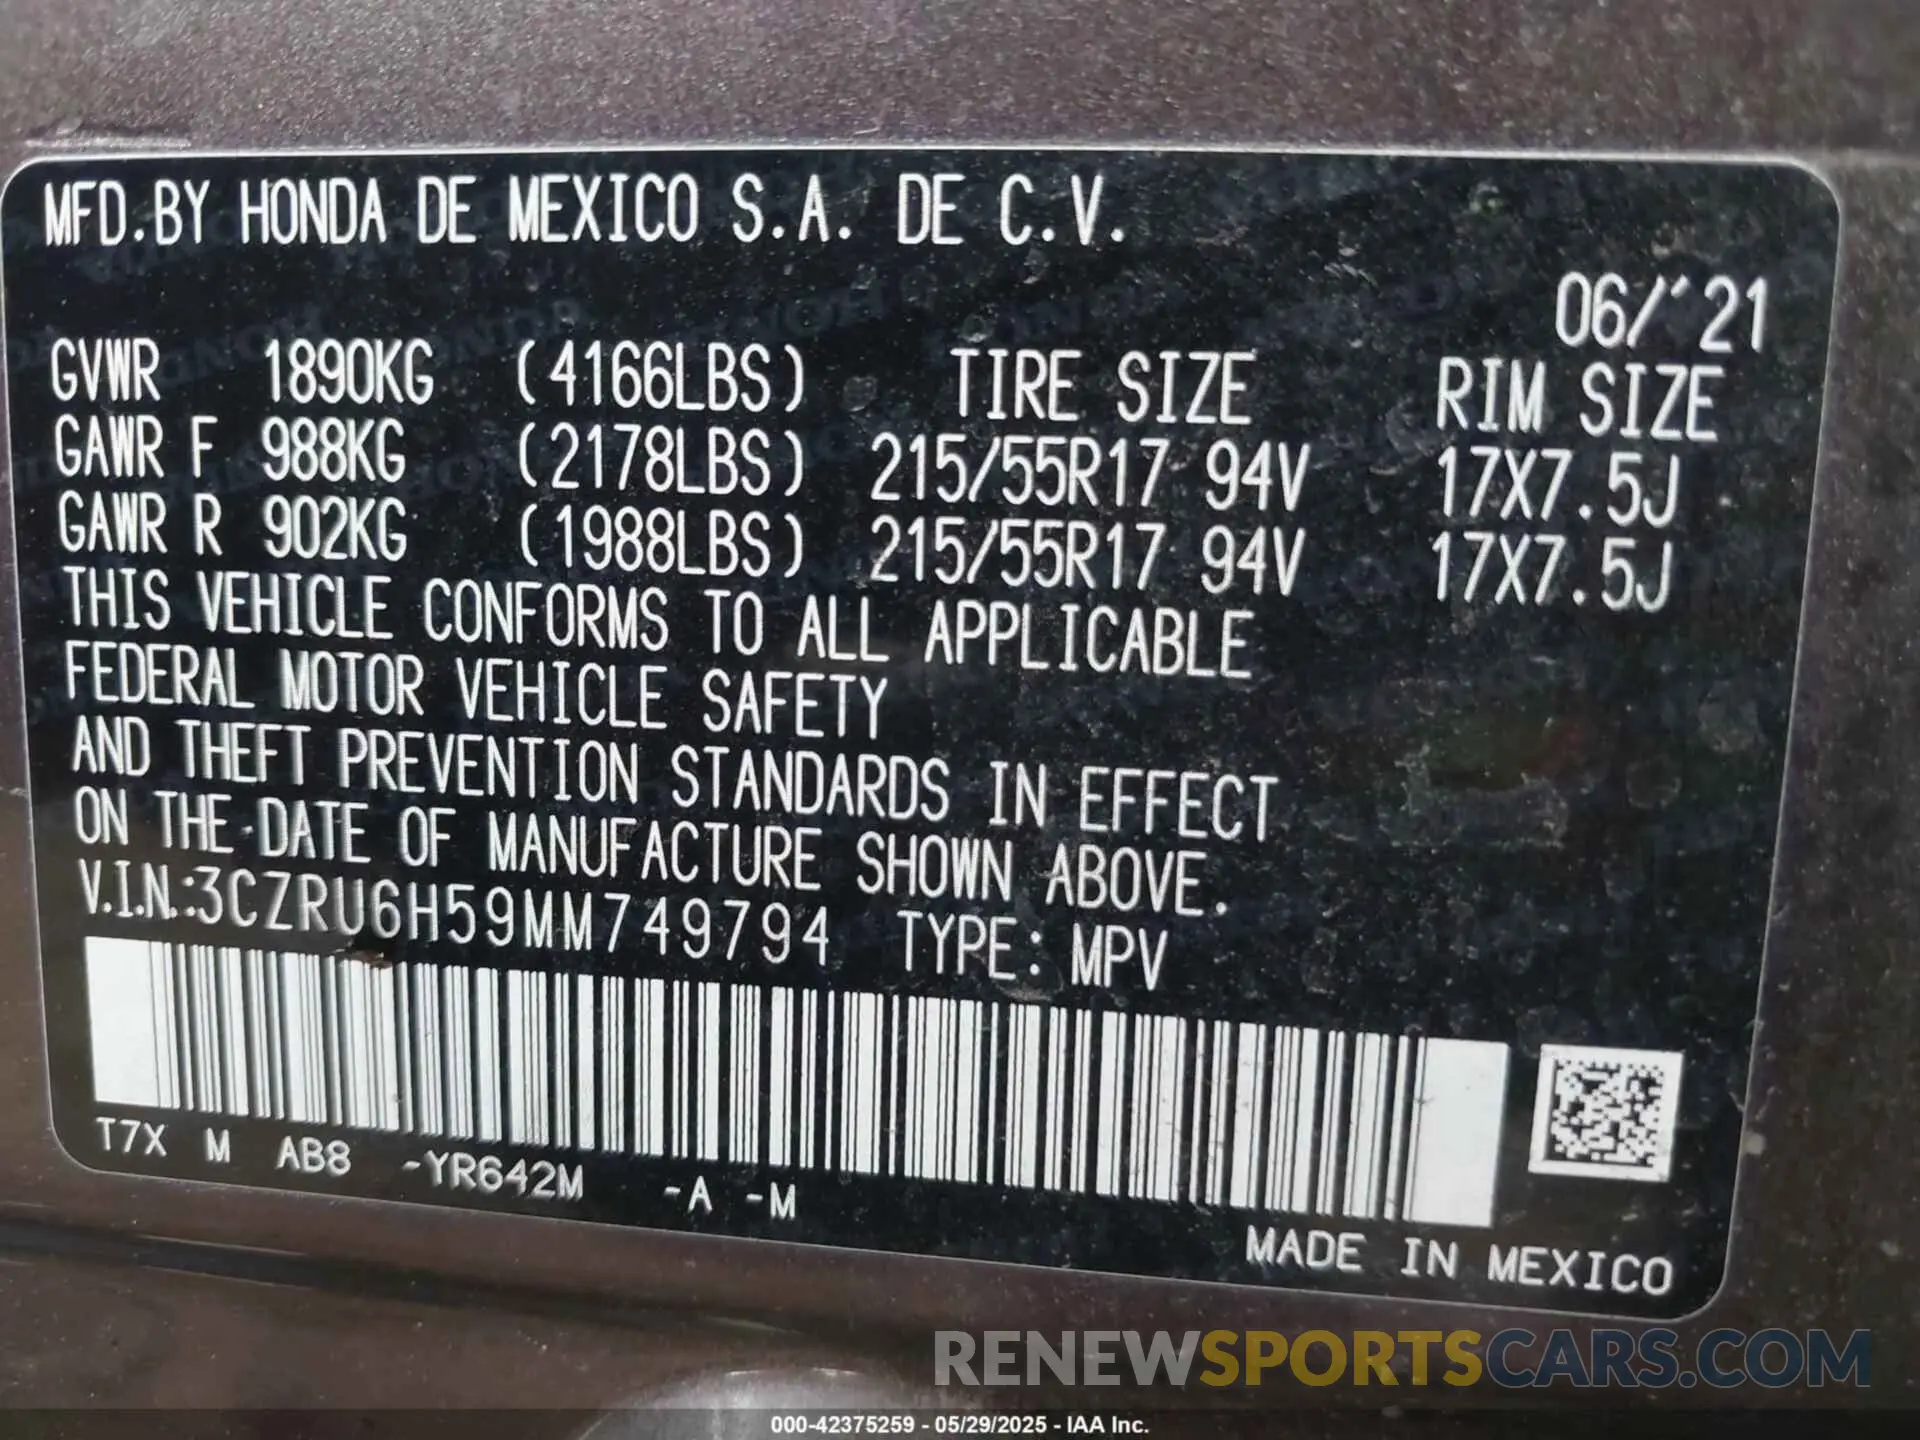 MFD.BY HONDA DE MEXICO S.A. DE C.V.
06/'21
GVWR 1890KG (4166LBS) TIRE SIZE RIM SIZE
GAWR F 988KG (2178LBS) 215/55R17 94V 17X7.5J
GAWR R 902KG (1988LBS) 215/55R17 94V 17X7.5J
THIS VEHICLE CONFORMS TO ALL APPLICABLE
FEDERAL MOTOR VEHICLE SAFETY
AND THEFT PREVENTION STANDARDS IN EFFECT
ON THE DATE OF MANUFACTURE SHOWN ABOVE.
V.I.N.:3CZRU6H59MM749794 TYPE: MPV
T7X M AB8 -YR642M -A -M
MADE IN MEXICO
RENEWSPORTSCARS.COM
000-42375259 - 05/29/2025 - IAA Inc.